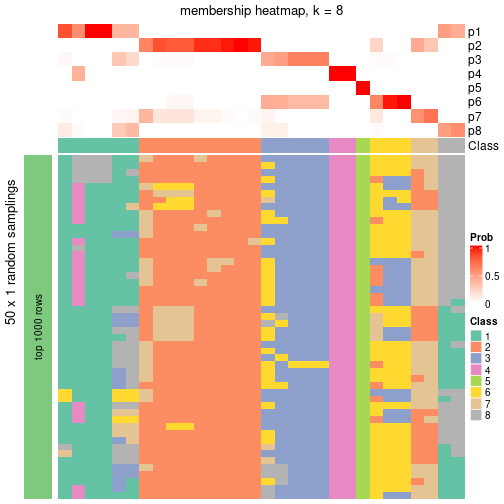 membership heatmap, k = 8
p1
p2
p3
p4
p5
p6
p7
p8
Class
50 x 1 random samplings
top 1000 rows
Prob
1
0.5
0
Class
1
2
3
4
5
6
7
8